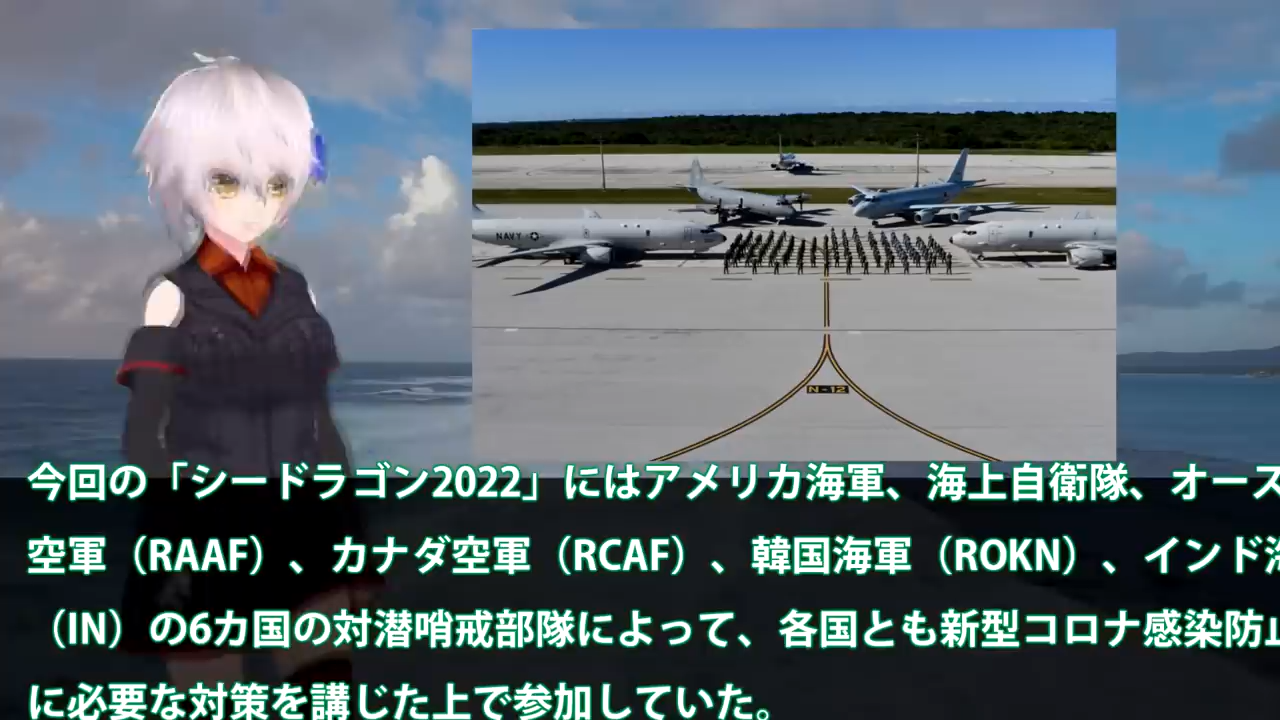 NAVY
N-12
今回の「シードラゴン2022」にはアメリカ海軍、海上自衛隊、オース
空軍（RAAF）、カナダ空軍（RCAF）、韓国海軍（ROKN）、インド海
（IN）の6カ国の対潜哨戒部隊によって、各国とも新型コロナ感染防止
に必要な対策を講じた上で参加していた。